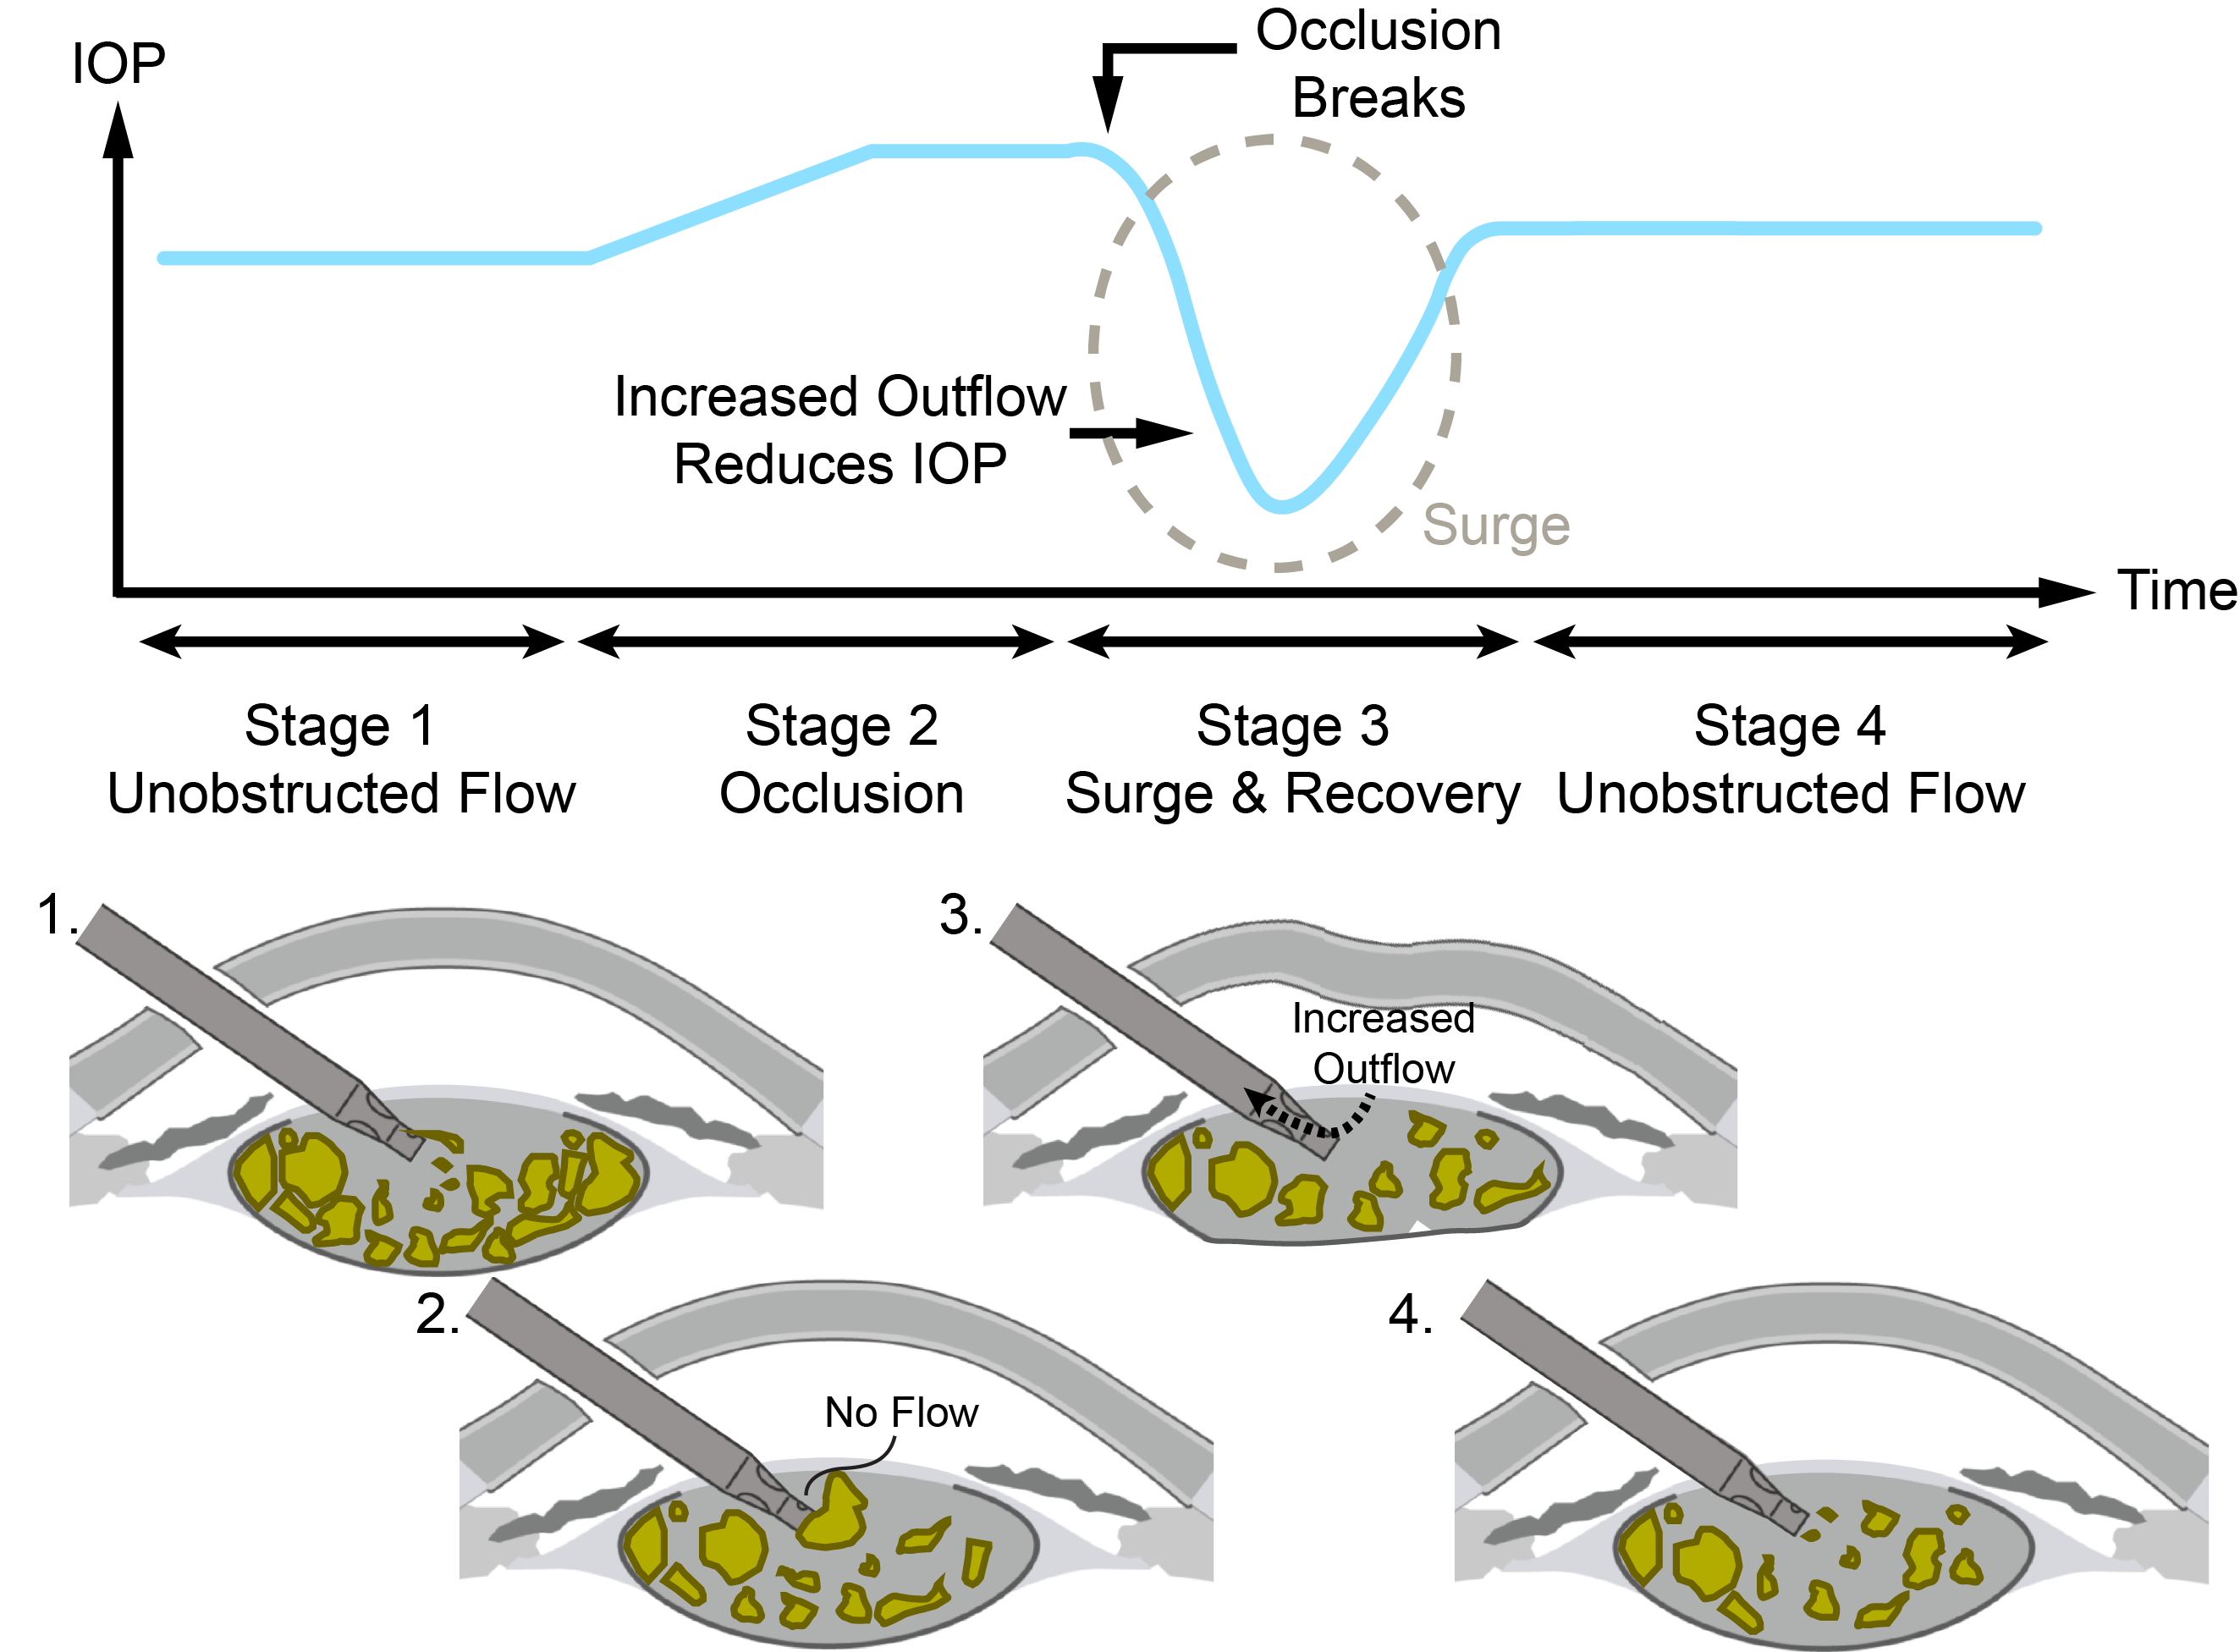 IOP
Occlusion
Breaks
Increased Outflow
Reduces IOP
Surge
Time
Stage 1
Unobstructed Flow
Stage 2
Occlusion
Stage 3
Surge & Recovery
Stage 4
Unobstructed Flow
1.
3.
Increased
Outflow
2.
No Flow
4.